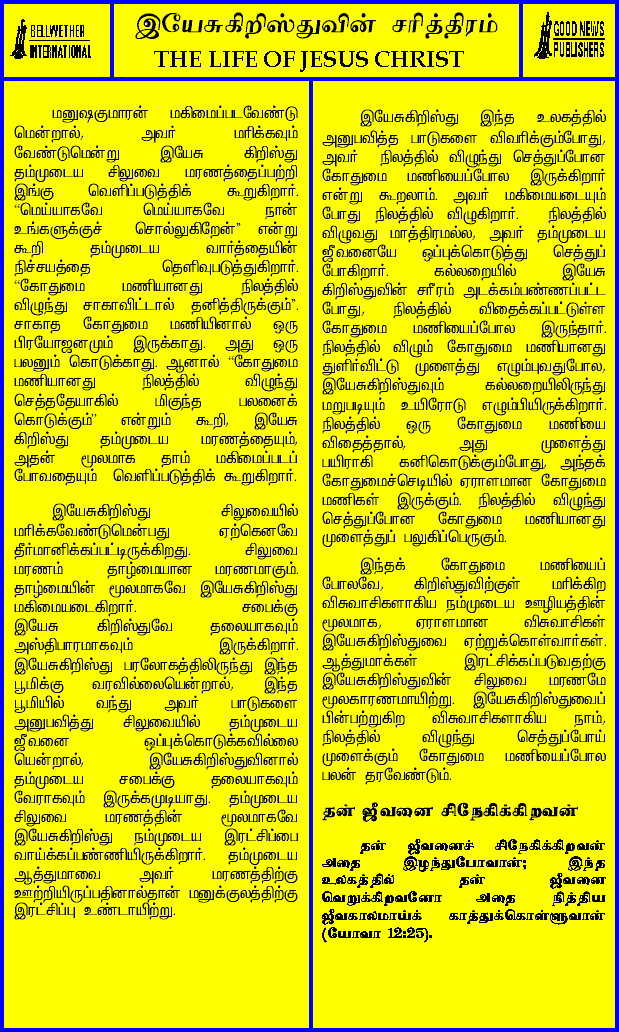 BELLWETHER
INTERNATIONAL
இயேசுகிறிஸ்துவின் சரித்திரம்
THE LIFE OF JESUS CHRIST
GOOD NEWS
PUBLISHERS
மனுஷகுமாரன் மகிமைப்படவேண்டு
மென்றால், அவர் மரிக்கவும்
வேண்டுமென்று இயேசு கிறிஸ்து
தம்முடைய சிலுவை மரணத்தைப்பற்றி
இங்கு வெளிப்படுத்திக் கூறுகிறார்.
“மெய்யாகவே மெய்யாகவே நான்
உங்களுக்குச் சொல்லுகிறேன்” என்று
கூறி தம்முடைய வார்த்தையின்
நிச்சயத்தை தெளிவுபடுத்துகிறார்.
“கோதுமை மணியானது நிலத்தில்
விழுந்து சாகாவிட்டால் தனித்திருக்கும்”.
சாகாத கோதுமை மணியினால் ஒரு
பிரயோஜனமும் இருக்காது. அது ஒரு
பலனும் கொடுக்காது. ஆனால் “கோதுமை
மணியானது நிலத்தில் விழுந்து
செத்ததேயாகில் மிகுந்த பலனைக்
கொடுக்கும்” என்றும் கூறி, இயேசு
கிறிஸ்து தம்முடைய மரணத்தையும்,
அதன் மூலமாக தாம் மகிமைப்படப்
போவதையும் வெளிப்படுத்திக் கூறுகிறார்.
இயேசுகிறிஸ்து சிலுவையில்
மரிக்கவேண்டுமென்பது ஏற்கெனவே
தீர்மானிக்கப்பட்டிருக்கிறது. சிலுவை
மரணம் தாழ்மையான மரணமாகும்.
தாழ்மையின் மூலமாகவே இயேசுகிறிஸ்து
மகிமையடைகிறார். சபைக்கு
இயேசு கிறிஸ்துவே தலையாகவும்
அஸ்திபாரமாகவும் இருக்கிறார்.
இயேசுகிறிஸ்து பரலோகத்திலிருந்து இந்த
பூமிக்கு வரவில்லையென்றால், இந்த
பூமியில் வந்து அவர் பாடுகளை
அனுபவித்து சிலுவையில் தம்முடைய
ஜீவனை ஒப்புக்கொடுக்கவில்லை
யென்றால், இயேசுகிறிஸ்துவினால்
தம்முடைய சபைக்கு தலையாகவும்
வேராகவும் இருக்கமுடியாது. தம்முடைய
சிலுவை மரணத்தின் மூலமாகவே
இயேசுகிறிஸ்து நம்முடைய இரட்சிப்பை
வாய்க்கப்பண்ணியிருக்கிறார். தம்முடைய
ஆத்துமாவை அவர் மரணத்திற்கு
ஊற்றியிருப்பதினால்தான் மனுக்குலத்திற்கு
இரட்சிப்பு உண்டாயிற்று.
இயேசுகிறிஸ்து இந்த உலகத்தில்
அனுபவித்த பாடுகளை விவரிக்கும்போது,
அவர் நிலத்தில் விழுந்து செத்துப்போன
கோதுமை மணியைப்போல இருக்கிறார்
என்று கூறலாம். அவர் மகிமையடையும்
போது நிலத்தில் விழுகிறார். நிலத்தில்
விழுவது மாத்திரமல்ல, அவர் தம்முடைய
ஜீவனையே ஒப்புக்கொடுத்து செத்துப்
போகிறார். கல்லறையில் இயேசு
கிறிஸ்துவின் சரீரம் அடக்கம்பண்ணப்பட்ட
போது, நிலத்தில் விதைக்கப்பட்டுள்ள
கோதுமை மணியைப்போல இருந்தார்.
நிலத்தில் விழும் கோதுமை மணியானது
துளிர்விட்டு முளைத்து எழும்புவதுபோல,
இயேசுகிறிஸ்துவும் கல்லறையிலிருந்து
மறுபடியும் உயிரோடு எழும்பியிருக்கிறார்.
நிலத்தில் ஒரு கோதுமை மணியை
விதைத்தால், அது முளைத்து
பயிராகி கனிகொடுக்கும்போது, அந்தக்
கோதுமைச்செடியில் ஏராளமான கோதுமை
மணிகள் இருக்கும். நிலத்தில் விழுந்து
செத்துப்போன கோதுமை மணியானது
முளைத்துப் பலுகிப்பெருகும்.
இந்தக் கோதுமை மணியைப்
போலவே, கிறிஸ்துவிற்குள் மரிக்கிற
விசுவாசிகளாகிய நம்முடைய ஊழியத்தின்
மூலமாக, ஏராளமான விசுவாசிகள்
இயேசுகிறிஸ்துவை ஏற்றுக்கொள்வார்கள்.
ஆத்துமாக்கள் இரட்சிக்கப்படுவதற்கு
இயேசுகிறிஸ்துவின் சிலுவை மரணமே
மூலகாரணமாயிற்று. இயேசுகிறிஸ்துவைப்
பின்பற்றுகிற விசுவாசிகளாகிய நாம்,
நிலத்தில் விழுந்து செத்துப்போய்
முளைக்கும் கோதுமை மணியைப்போல
பலன் தரவேண்டும்.
தன் ஜீவனை சிநேகிக்கிறவன்
தன் ஜீவனைச் சிநேகிக்கிறவன்
அதை இழந்துபோவான்; இந்த
உலகத்தில் தன் ஜீவனை
வெறுக்கிறவனோ அதை நித்திய
ஜீவகாலமாய்க் காத்துக்கொள்ளுவான்
(யோவா 12:25).